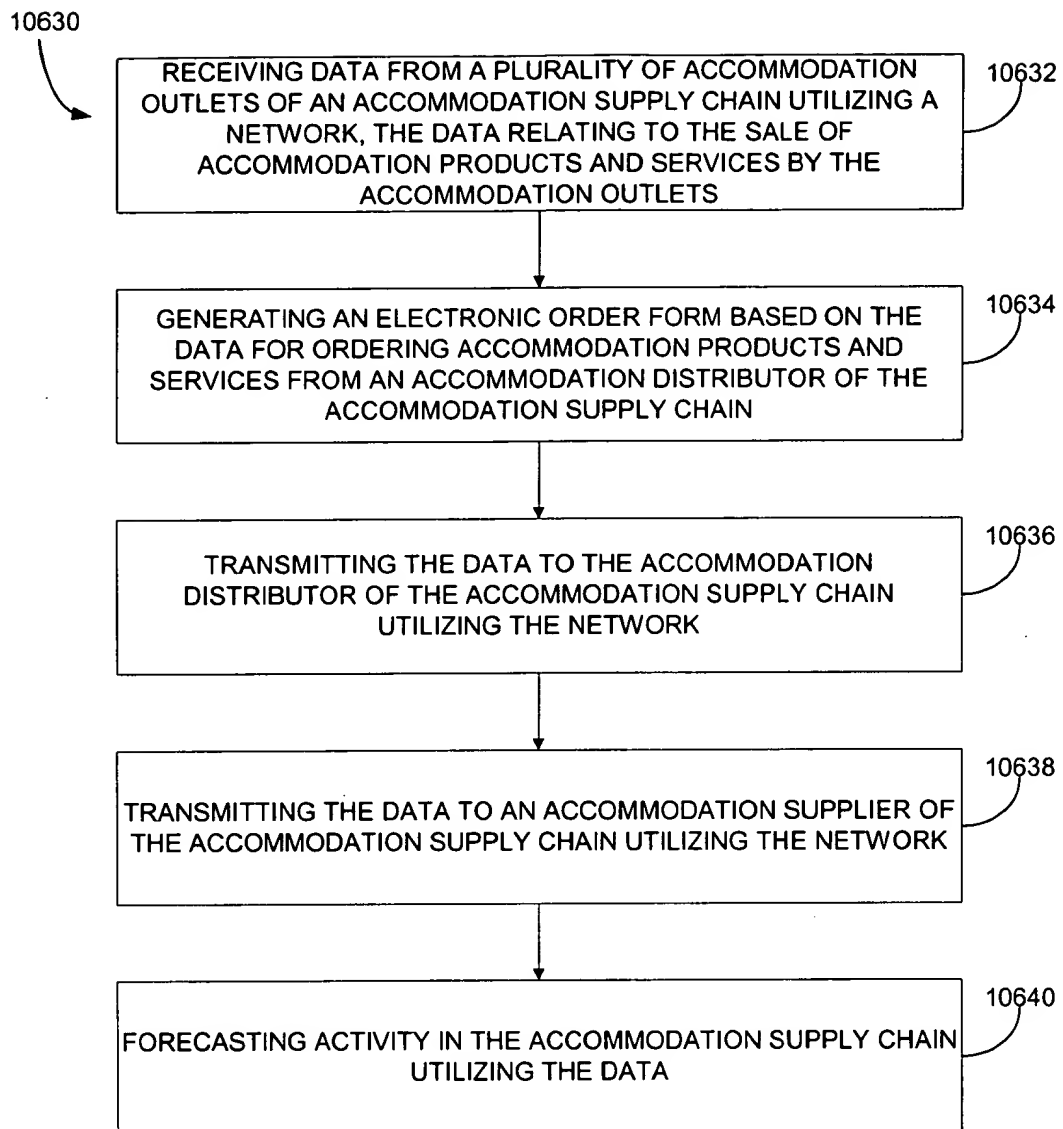 10630
RECEIVING DATA FROM A PLURALITY OF ACCOMMODATION
OUTLETS OF AN ACCOMMODATION SUPPLY CHAIN UTILIZING A
NETWORK, THE DATA RELATING TO THE SALE OF
ACCOMMODATION PRODUCTS AND SERVICES BY THE
ACCOMMODATION OUTLETS
10632
GENERATING AN ELECTRONIC ORDER FORM BASED ON THE
DATA FOR ORDERING ACCOMMODATION PRODUCTS AND
SERVICES FROM AN ACCOMMODATION DISTRIBUTOR OF THE
ACCOMMODATION SUPPLY CHAIN
10634
TRANSMITTING THE DATA TO THE ACCOMMODATION
DISTRIBUTOR OF THE ACCOMMODATION SUPPLY CHAIN
UTILIZING THE NETWORK
10636
TRANSMITTING THE DATA TO AN ACCOMMODATION SUPPLIER OF
THE ACCOMMODATION SUPPLY CHAIN UTILIZING THE NETWORK
10638
FORECASTING ACTIVITY IN THE ACCOMMODATION SUPPLY CHAIN
UTILIZING THE DATA
10640